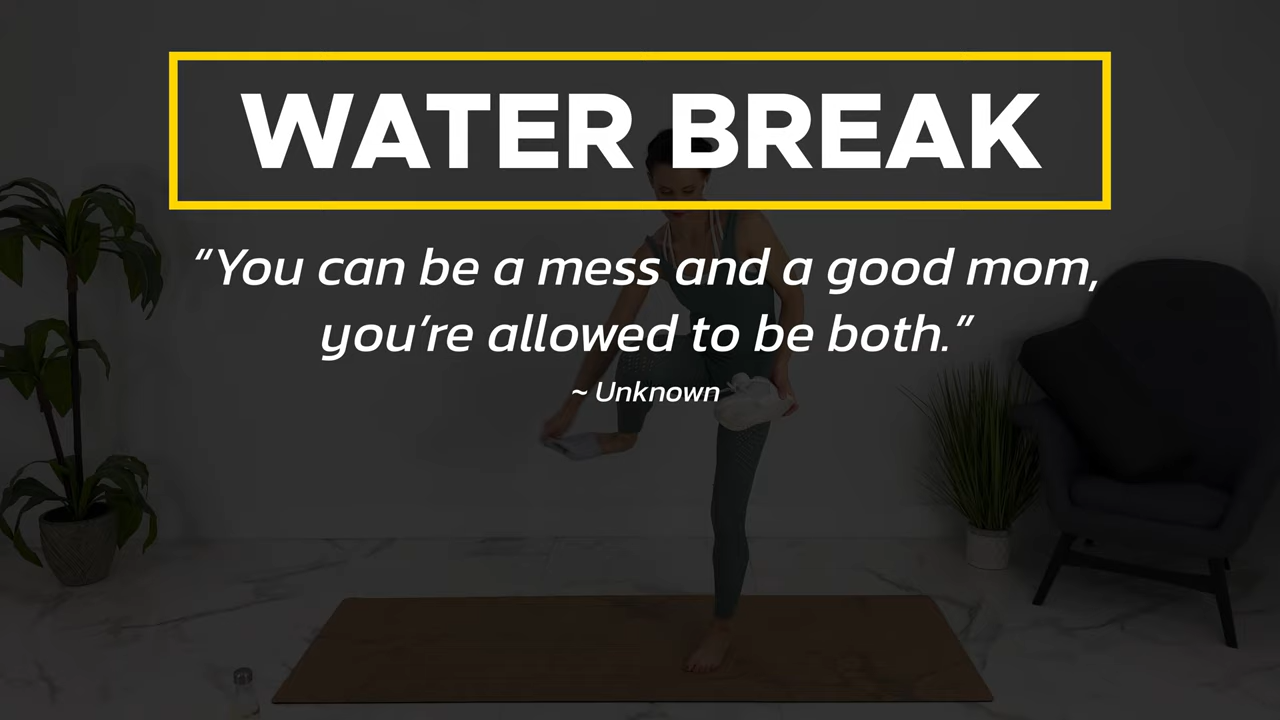 WATER BREAK
“You can be a mess and a good mom,
you’re allowed to be both.”
~ Unknown